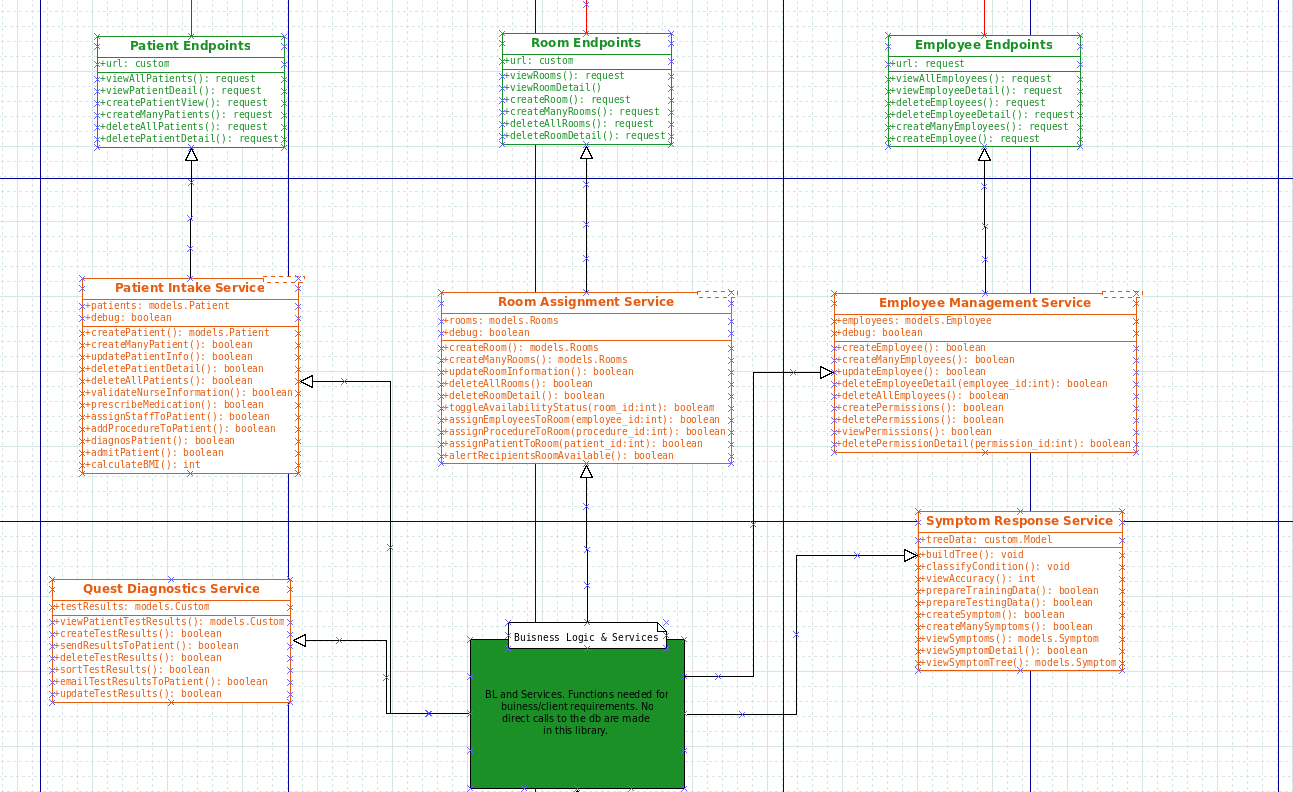 Patient Endpoints
+url: custom
+viewAllPatients(): request
+viewPatientDeail(): request
+createPatientView(): request
+createManyPatients(): request
+deleteAllPatients(): request
+deletePatientDetail(): request
Room Endpoints
+url: custom
+viewRooms(): request
+viewRoomDetail()
+createRoom(): request
+createManyRooms(): request
+deleteAllRooms(): request
+deleteRoomDetail(): request
Employee Endpoints
+url: request
+viewAllEmployees(): request
+viewEmployeeDetail(): request
+deleteEmployees(): request
+deleteEmployeeDetail(): request
+createManyEmployees(): request
+createEmployee(): request
Patient Intake Service
+patients: models.Patient
+debug: boolean
+createPatient(): models.Patient
+createManyPatient(): boolean
+updatePatientInfo(): boolean
+deletePatientDetail(): boolean
+deleteAllPatients(): boolean
+validateNurseInformation(): boolean
+prescribeMedication(): boolean
+assignStaffToPatient(): boolean
+addProcedureToPatient(): boolean
+diagnosPatient(): boolean
+admitPatient(): boolean
+calculateBMI(): int
Room Assignment Service
+rooms: models.Rooms
+debug: boolean
+createRoom(): models.Rooms
+createManyRooms(): models.Rooms
+updateRoomInformation(): boolean
+deleteAllRooms(): boolean
+deleteRoomDetail(): boolean
+toggleAvailabilityStatus(room_id:int): booleam
+assignEmployeesToRoom(employee_id:int): boolean
+assignProcedureToRoom(procedure_id:int): boolean
+assignPatientToRoom(patient_id:int): boolean
+alertRecipientsRoomAvailable(): boolean
Employee Management Service
+employees: models.Employee
+debug: boolean
+createEmployee(): boolean
+createManyEmployees(): boolean
+updateEmployee(): boolean
+deleteEmployeeDetail(employee_id:int): boolean
+deleteAllEmployees(): boolean
+createPermissions(): boolean
+deletePermissions(): boolean
+viewPermissions(): boolean
+deletePermissionDetail(permission_id:int): boolean
Symptom Response Service
+treeData: custom.Model
+buildTree(): void
+classifyCondition(): void
+viewAccuracy(): int
+prepareTrainingData(): boolean
+prepareTestingData(): boolean
+createSymptom(): boolean
+createManySymptoms(): boolean
+viewSymptoms(): models.Symptom
+viewSymptomDetail(): boolean
+viewSymptomTree(): models.Symptom
Quest Diagnostics Service
+testResults: models.Custom
+viewPatientTestResults(): models.Custom
+createTestResults(): boolean
+sendResultsToPatient(): boolean
+deleteTestResults(): boolean
+sortTestResults(): boolean
+emailTestResultsToPatient(): boolean
+updateTestResults(): boolean
Buisness Logic & Services
BL and Services. Functions needed for
buiness/client requirements. No
direct calls to the db are made
in this library.